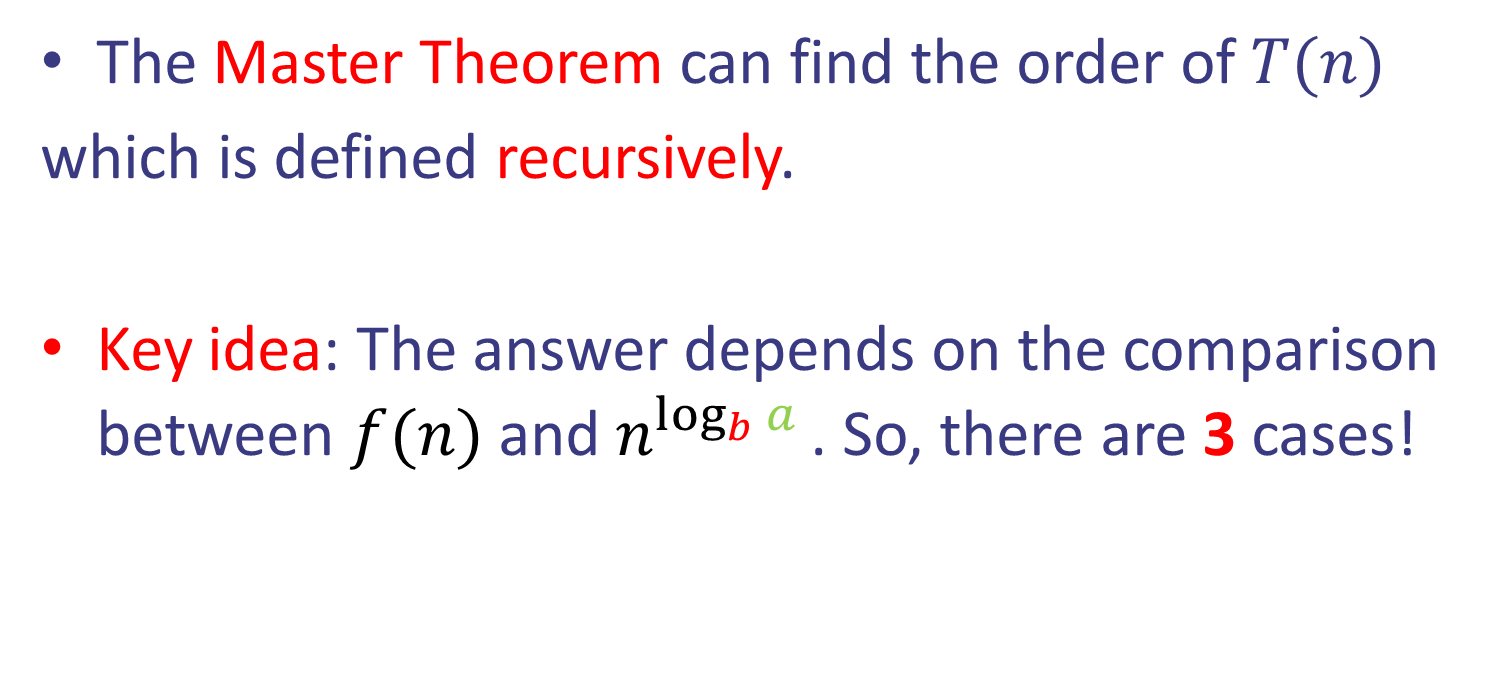 • The Master Theorem can find the order of T(n)
which is defined recursively.
• Key idea: The answer depends on the comparison
between f(n) and n^{log_b a} . So, there are 3 cases!